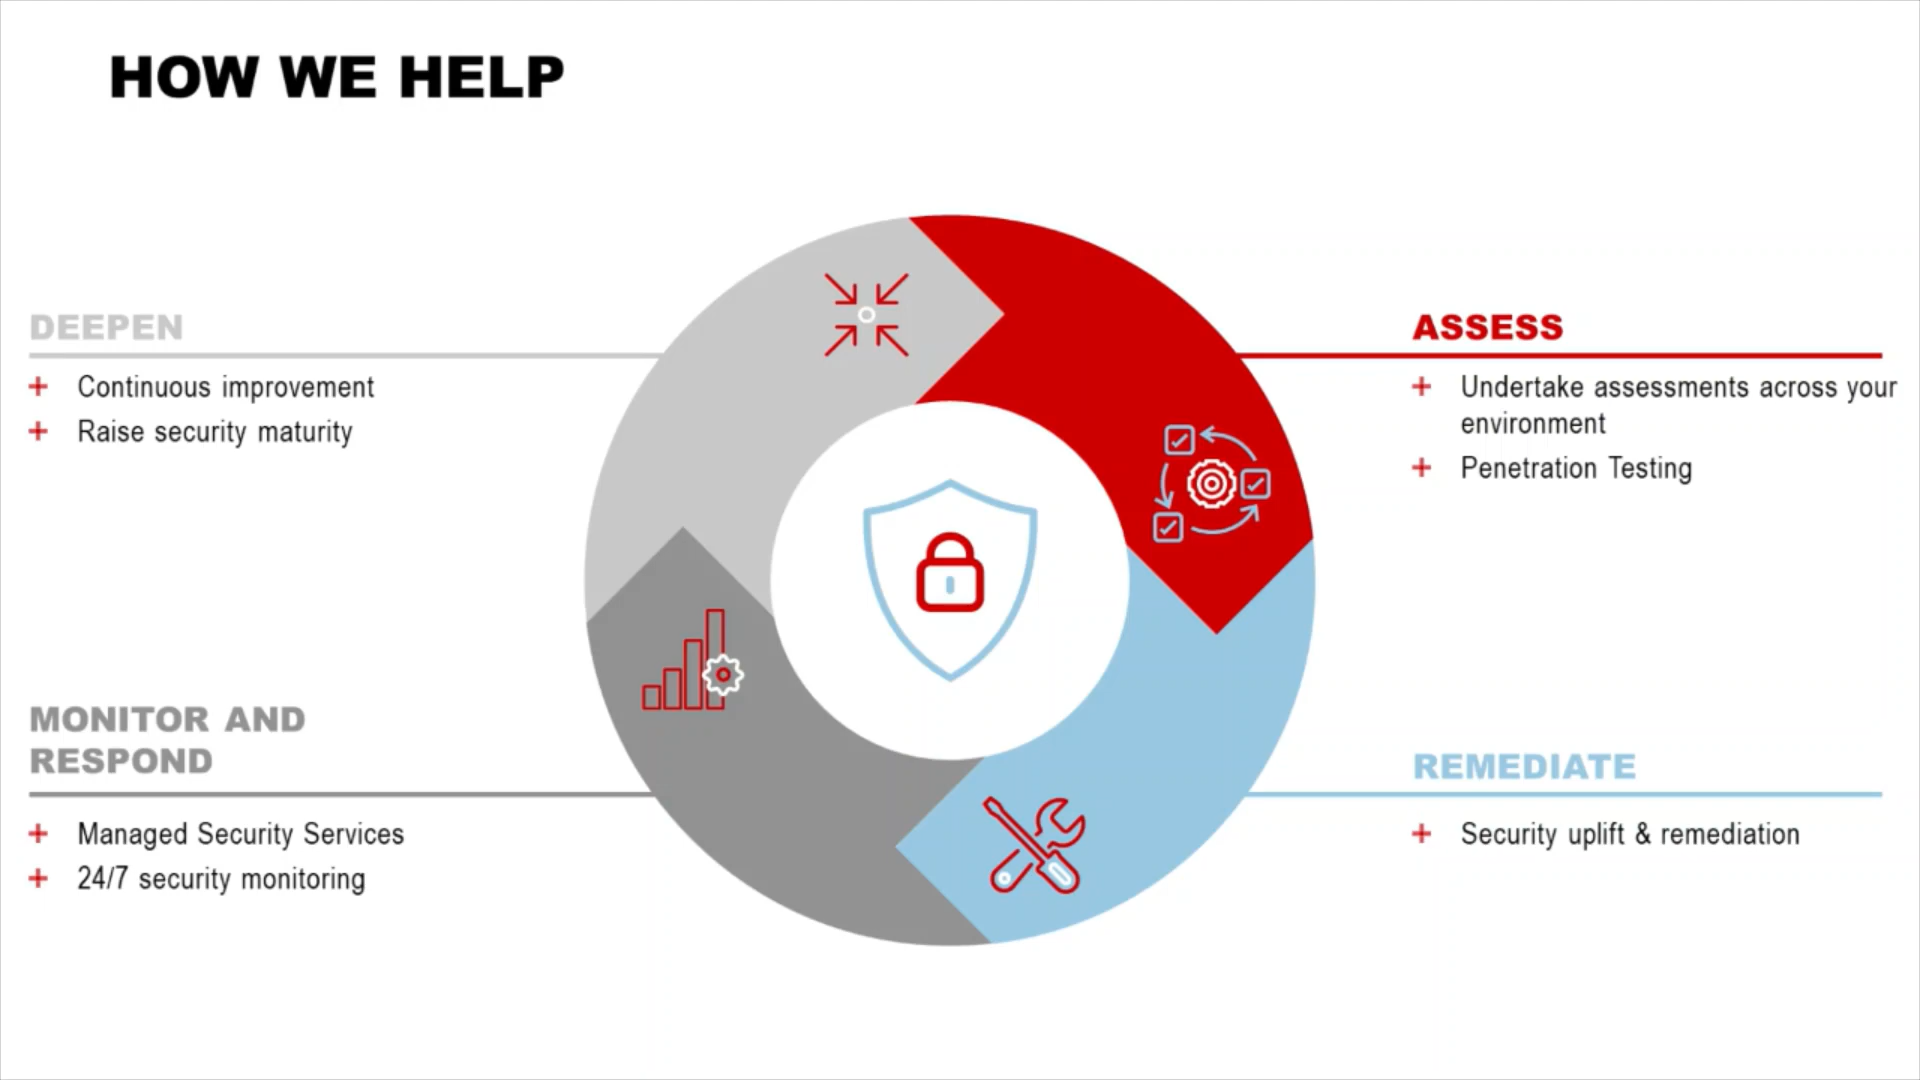 HOW WE HELP
DEEPEN
+ Continuous improvement
+ Raise security maturity
ASSESS
+ Undertake assessments across your
environment
+ Penetration Testing
MONITOR AND
RESPOND
+ Managed Security Services
+ 24/7 security monitoring
REMEDIATE
+ Security uplift & remediation